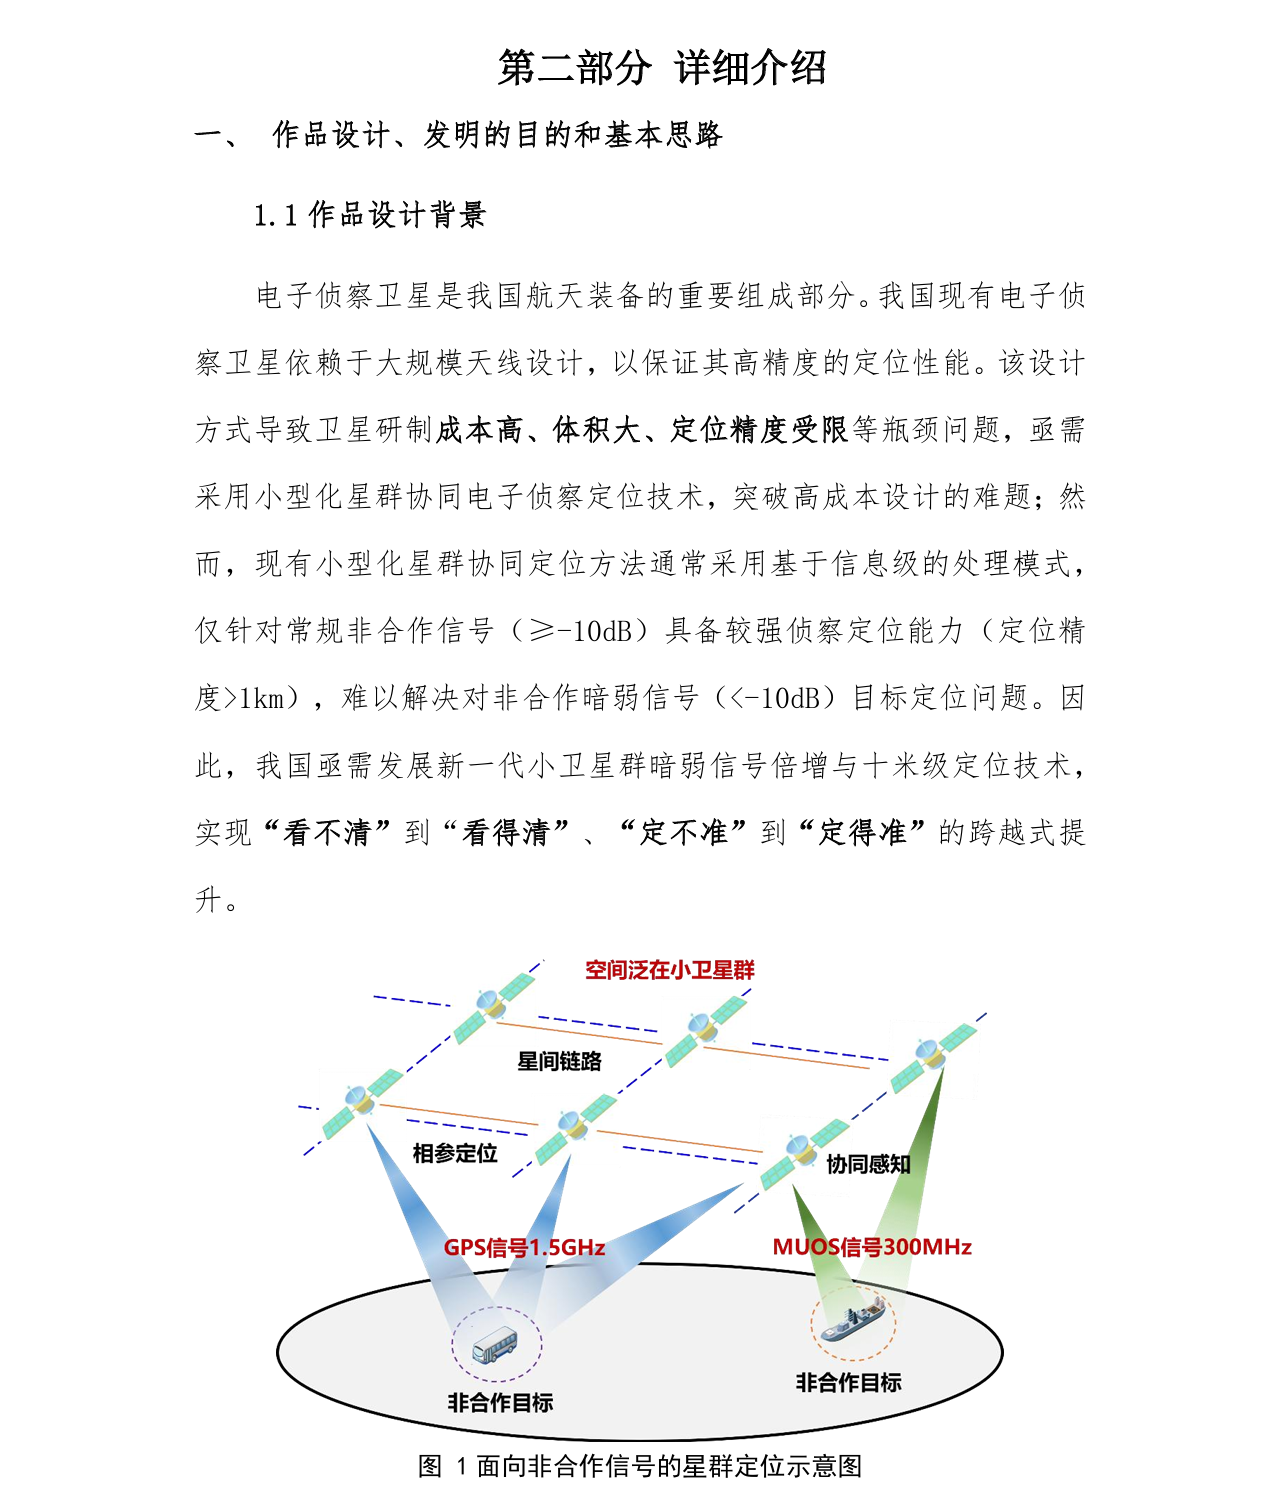 第二部分 详细介绍
一、 作品设计、发明的目的和基本思路
1.1 作品设计背景
电子侦察卫星是我国航天装备的重要组成部分。我国现有电子侦
察卫星依赖于大规模天线设计，以保证其高精度的定位性能。该设计
方式导致卫星研制成本高、体积大、定位精度受限等瓶颈问题，亟需
采用小型化星群协同电子侦察定位技术，突破高成本设计的难题；然
而，现有小型化星群协同定位方法通常采用基于信息级的处理模式，
仅针对常规非合作信号（≥-10dB）具备较强侦察定位能力（定位精
度>1km），难以解决对非合作暗弱信号（<-10dB）目标定位问题。因
此，我国亟需发展新一代小卫星群暗弱信号倍增与十米级定位技术，
实现“看不清”到“看得清”、“定不准”到“定得准”的跨越式提
升。
空间泛在小卫星群
星间链路
相参定位
协同感知
GPS信号1.5GHz
MUOS信号300MHz
非合作目标
非合作目标
图 1 面向非合作信号的星群定位示意图